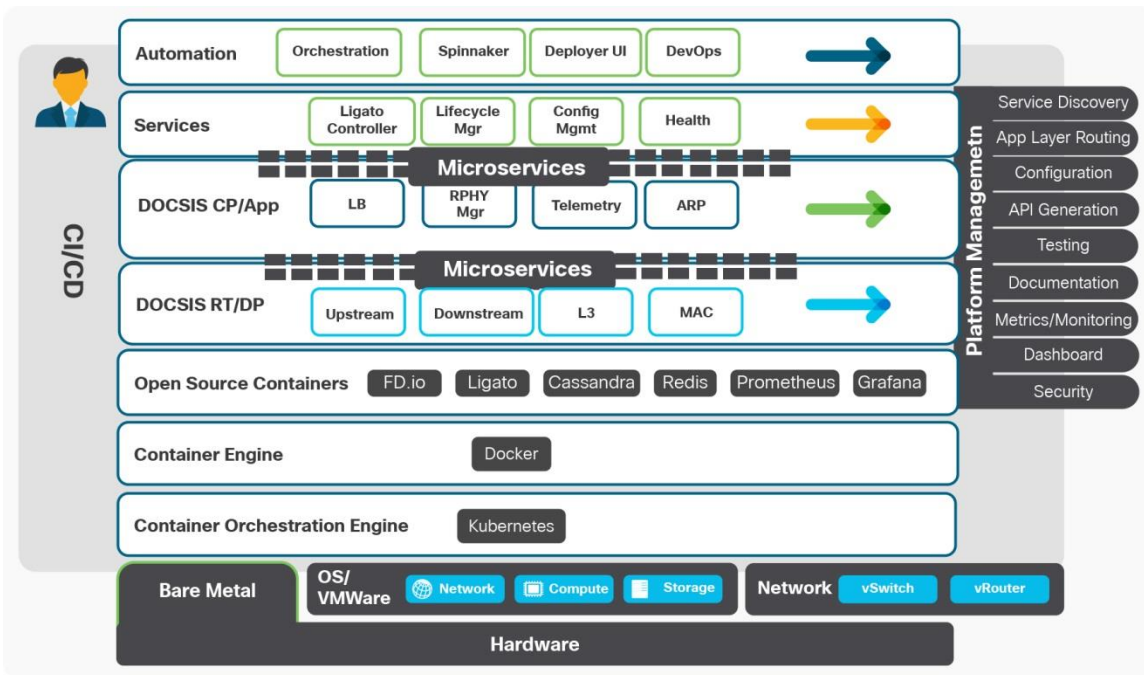 Automation
Orchestration
Spinnaker
Deployer UI
DevOps
Services
Ligato
Controller
Lifecycle
Mgr
Config
Mgmt
Health
Microservices
DOCSIS CP/App
LB
RPHY
Mgr
Telemetry
ARP
Microservices
DOCSIS RT/DP
Upstream
Downstream
L3
MAC
Open Source Containers
FD.io
Ligato
Cassandra
Redis
Prometheus
Grafana
Container Engine
Docker
Container Orchestration Engine
Kubernetes
Bare Metal
OS/
VMWare
Network
Compute
Storage
Network
vSwitch
vRouter
Hardware
CI/CD
Platform Managemetn
Service Discovery
App Layer Routing
Configuration
API Generation
Testing
Documentation
Metrics/Monitoring
Dashboard
Security